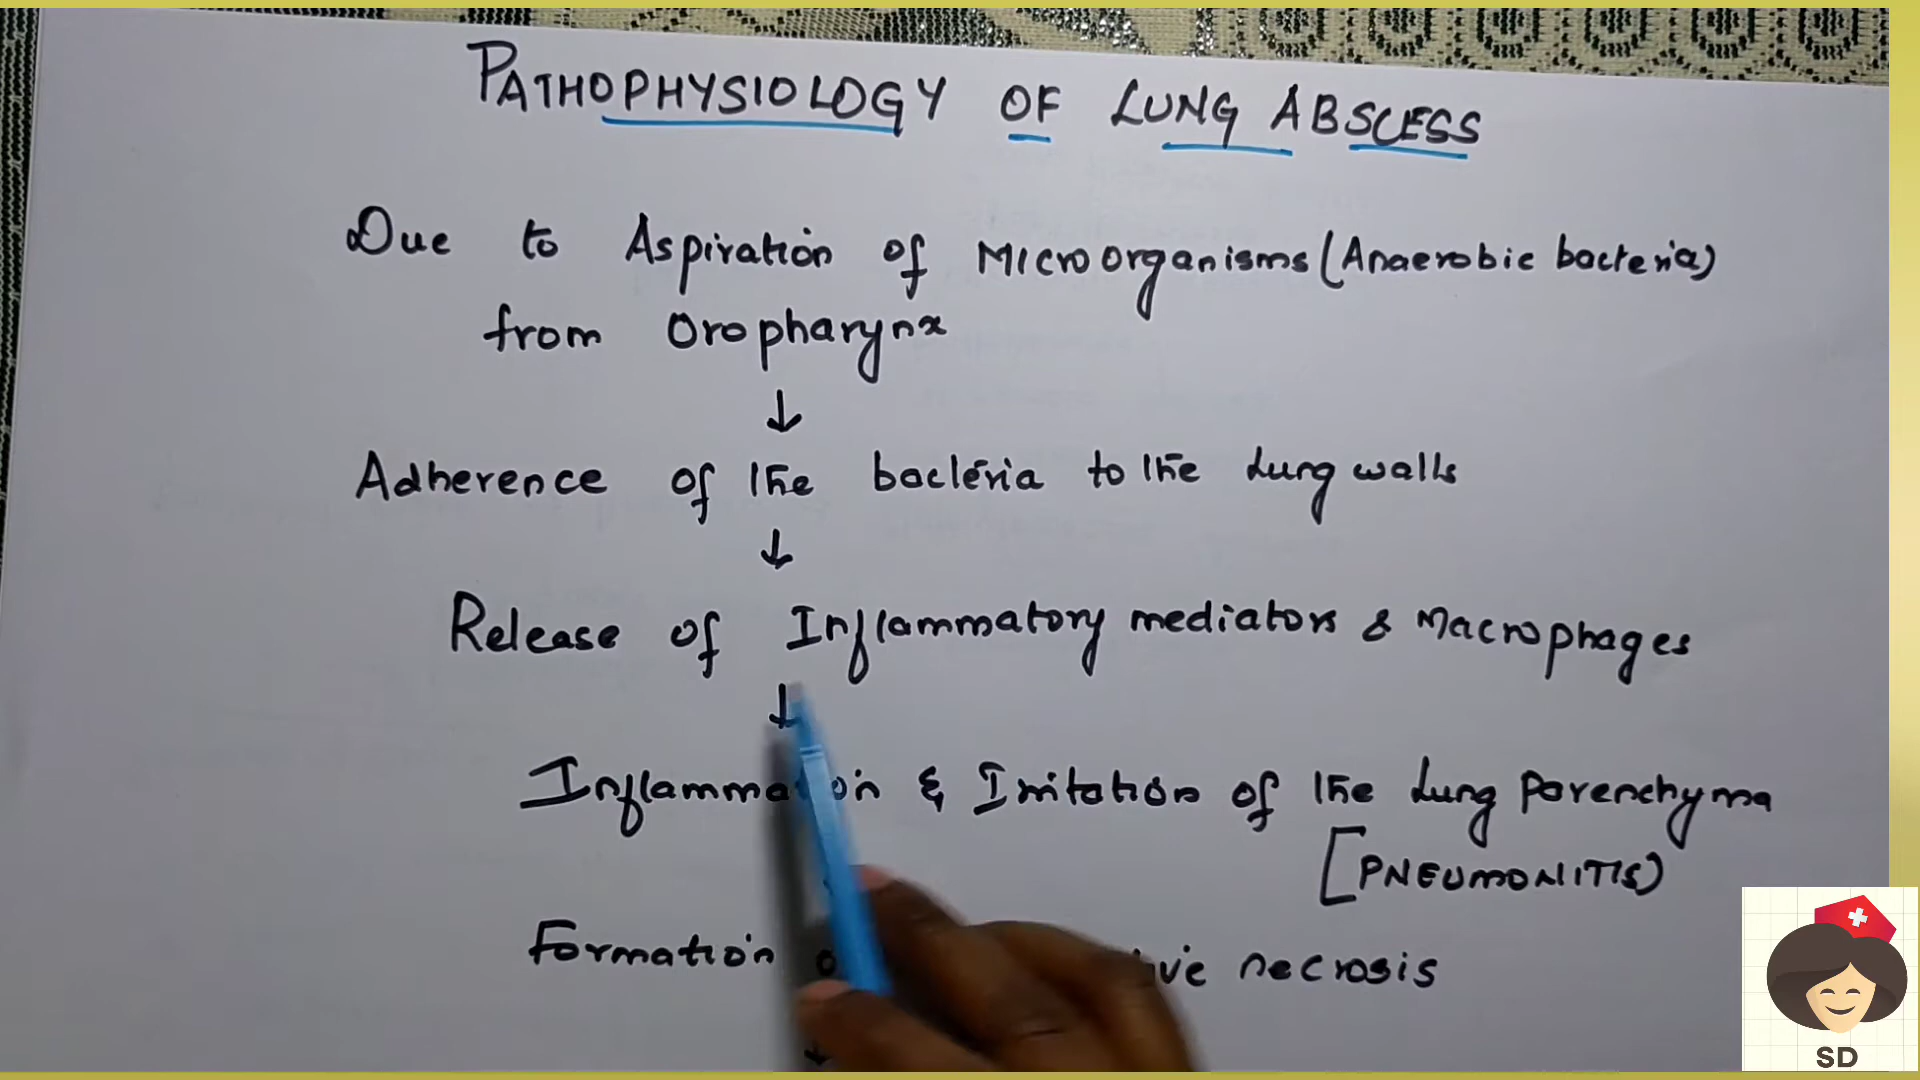 PATHOPHYSIOLOGY OF LUNG ABSCESS
Due to Aspiration of Microorganisms (Anaerobic bacteria)
from Oropharynx
↓
Adherence of the bacteria to the Lung walls
↓
Release of Inflammatory mediators & Macrophages
↓
Inflammation & Irritation of the Lung parenchyma
[PNEUMONITIS)
Formation necrosis
↓
SD